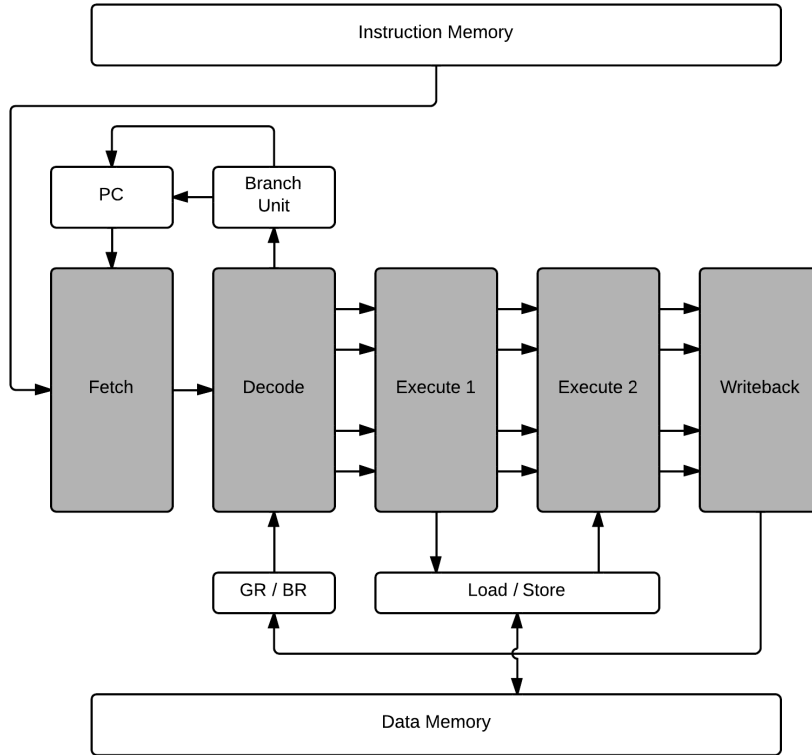 Instruction Memory
PC
Branch
Unit
Fetch
Decode
Execute 1
Execute 2
Writeback
GR / BR
Load / Store
Data Memory